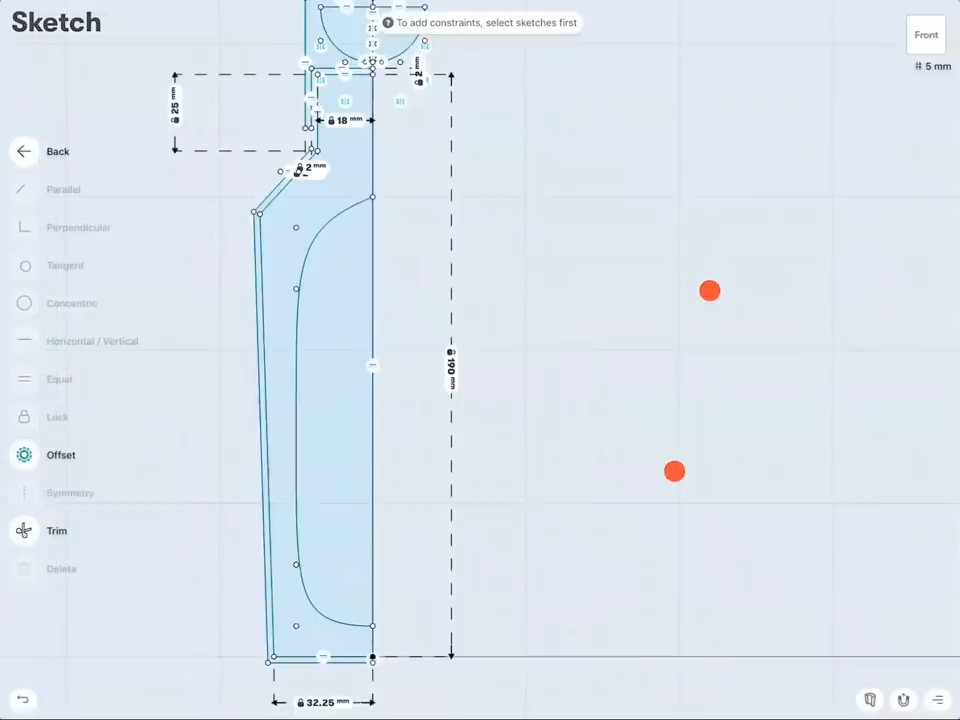 Sketch
To add constraints, select sketches first
Front
5 mm
2 mm
25 mm
18 mm
2 mm
Back
Parallel
Perpendicular
Tangent
Concentric
Horizontal / Vertical
Equal
Lock
Offset
Symmetry
Trim
Delete
190 mm
32.25 mm